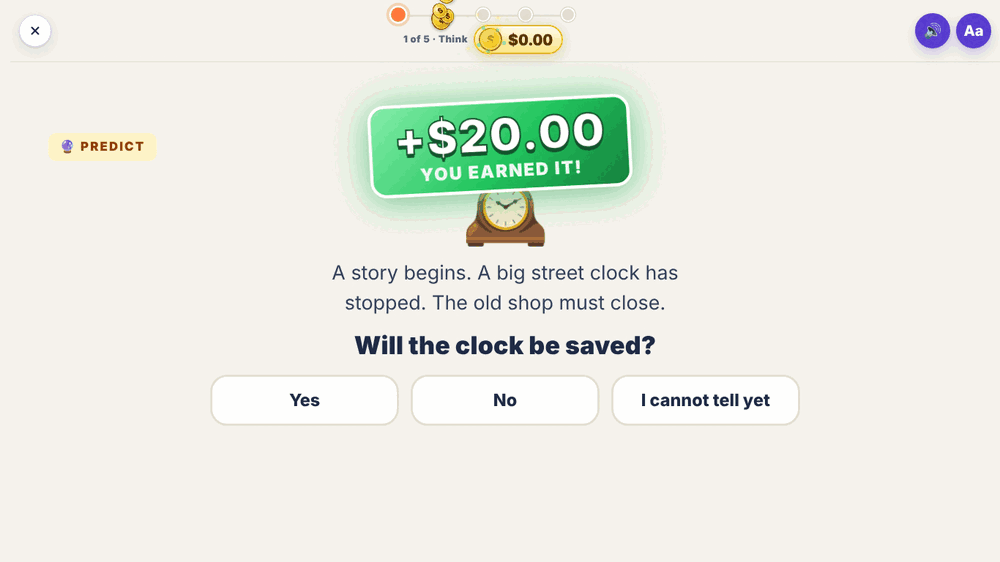 1 of 5 · Think
$0.00
Aa
PREDICT
+$20.00
YOU EARNED IT!
A story begins. A big street clock has
stopped. The old shop must close.
Will the clock be saved?
Yes
No
I cannot tell yet